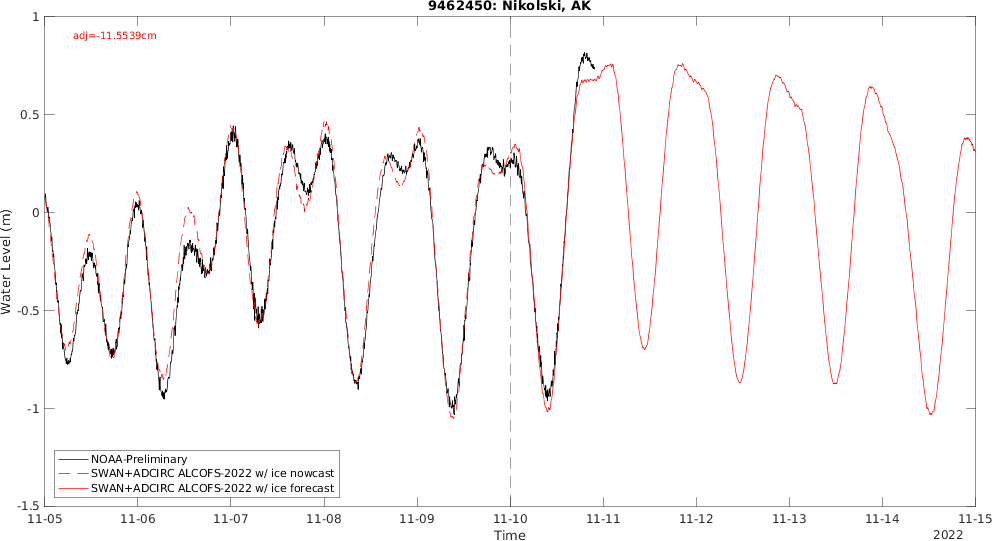 9462450: Nikolski, AK
adj=-11.5539cm
Water Level (m)
1
0.5
0
-0.5
-1
-1.5
NOAA-Preliminary
SWAN+ADCIRC ALCOFS-2022 w/ ice nowcast
SWAN+ADCIRC ALCOFS-2022 w/ ice forecast
11-05 11-06 11-07 11-08 11-09 11-10 11-11 11-12 11-13 11-14 11-15
Time
2022